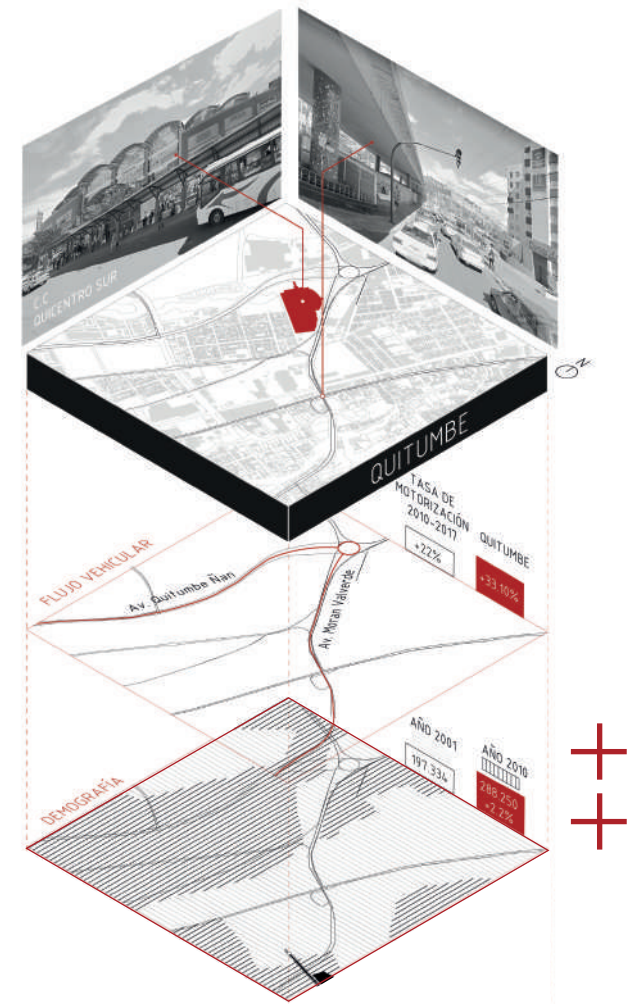 C.C
QUICENTRO SUR
N
QUITUMBE
FLUJO VEHICULAR
Av. Quitumbe Ñan
Av. Moran Valverde
TASA DE
MOTORIZACIÓN
2010-2017
+22%
QUITUMBE
+33.10%
DEMOGRAFÍA
AÑO 2001
197.334
AÑO 2010
288.250
+2.2%